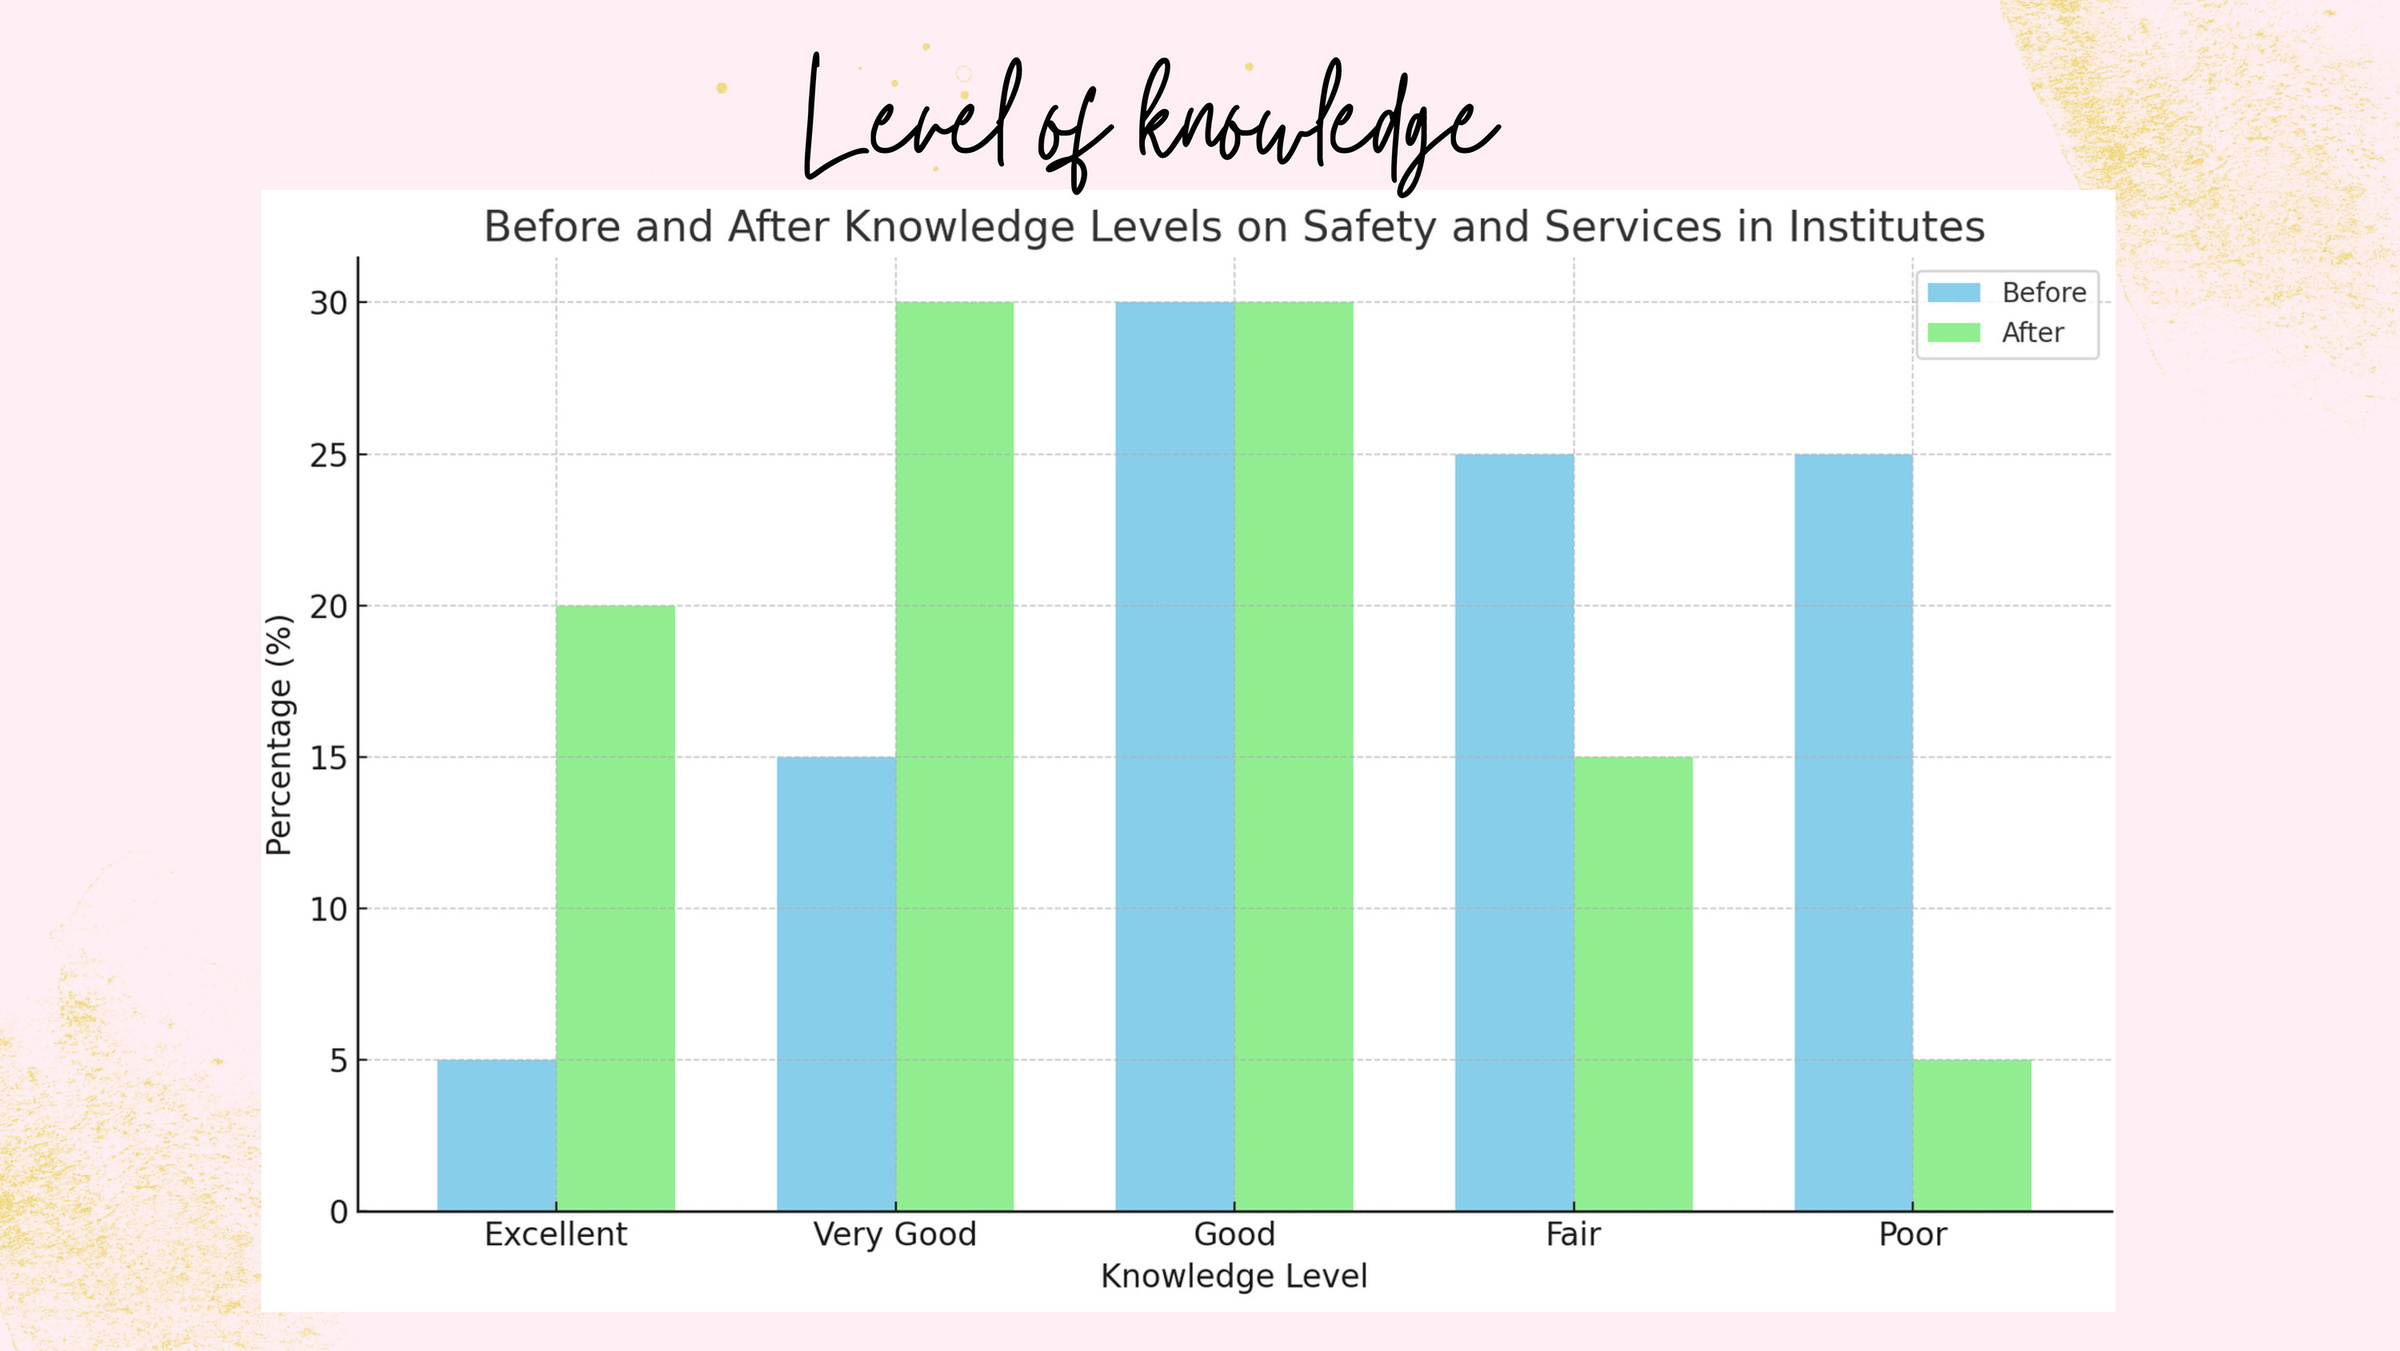 Level of knowledge
Before and After Knowledge Levels on Safety and Services in Institutes
Before
After
30
25
20
15
10
5
0
Percentage (%)
Excellent Very Good Good Fair Poor
Knowledge Level